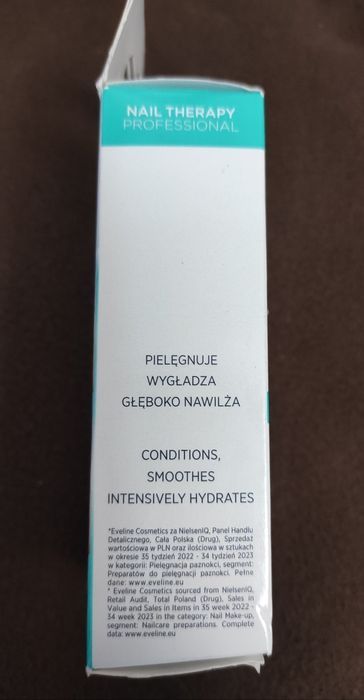 NAIL THERAPY
PROFESSIONAL
PIELĘGNUJE
WYGŁADZA
GŁĘBOKO NAWILŻA
CONDITIONS,
SMOOTHES
INTENSIVELY HYDRATES
*Eveline Cosmetics za NielsenIQ, Panel Handlu
Detalicznego, Cała Polska (Drug), Sprzedaż
wartościowa w PLN oraz ilościowa w sztukach
w okresie 35 tydzień 2022 - 34 tydzień 2023
w kategorii: Pielęgnacja paznokci, segment:
Preparatów do pielęgnacji paznokci. Pełne
dane: www.eveline.eu
* Eveline Cosmetics sourced from NielsenIQ,
Retail Audit, Total Poland (Drug), Sales in
Value and Sales in Items in 35 week 2022 -
34 week 2023 in the category: Nail Make-up,
segment: Nailcare preparations. Complete
data: www.eveline.eu